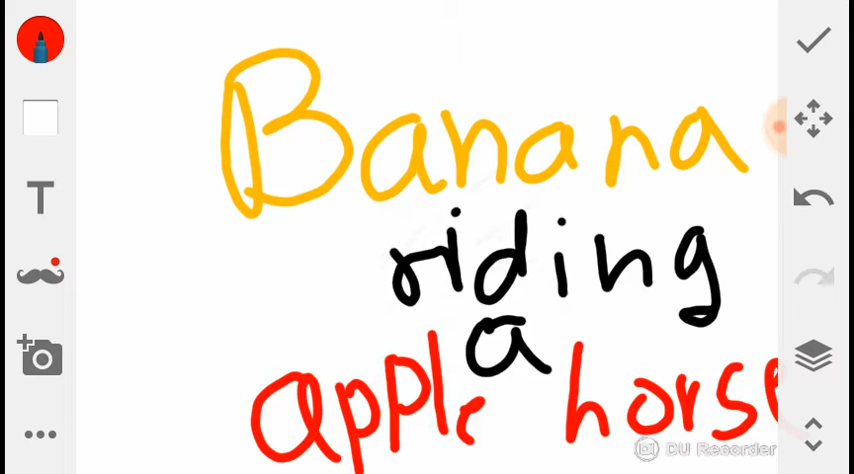 Banana
riding
a
apple horse
DU Recorder
T